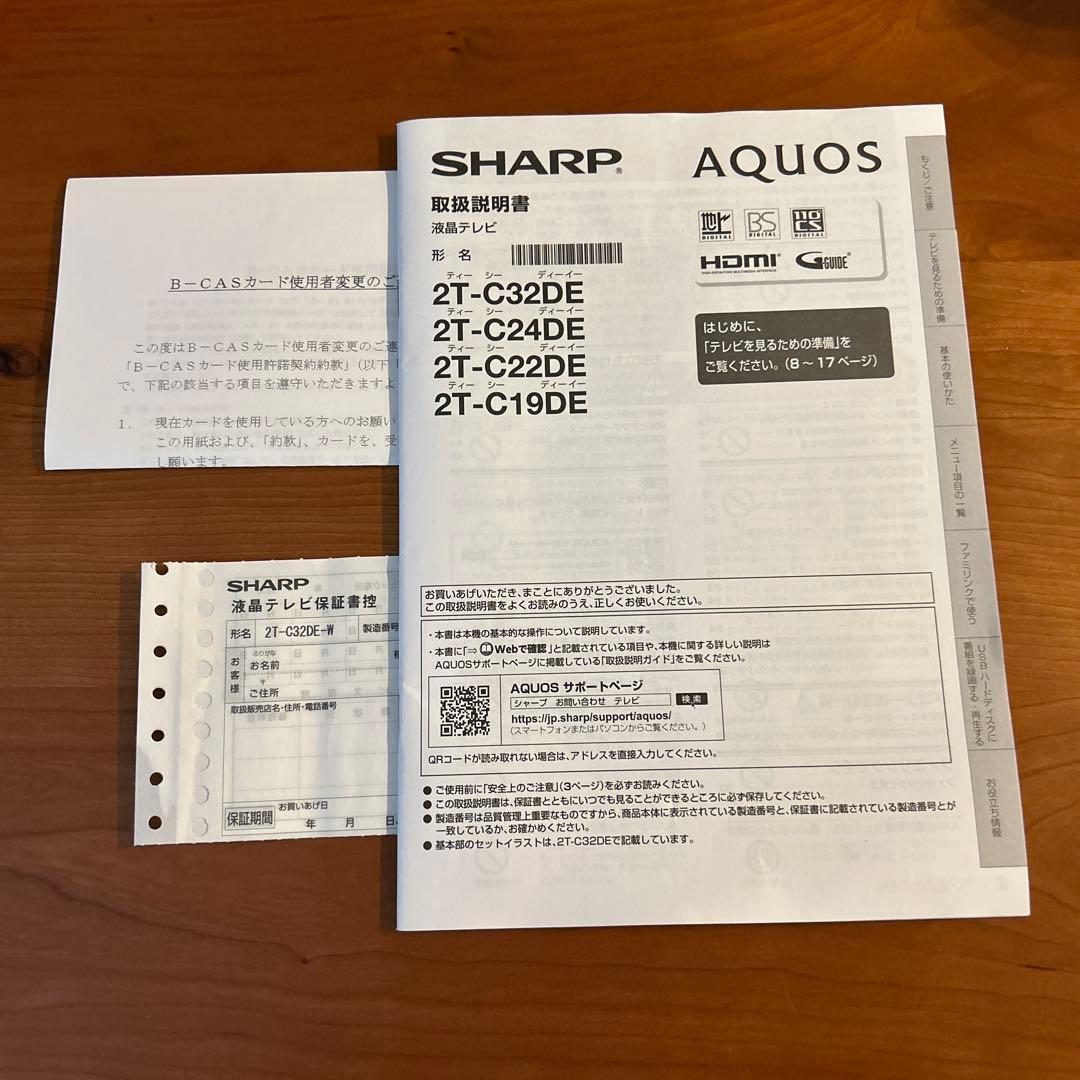 SHARP®
AQUOS
取扱説明書
液晶テレビ
形名
ティー シー ディーイー
2T-C32DE
ティー シー ディーイー
2T-C24DE
ティー シー ディーイー
2T-C22DE
ティー シー ディーイー
2T-C19DE
地上 DIGITAL
BS DIGITAL
110 CS DIGITAL
HDMI®
HIGH-DEFINITION MULTIMEDIA INTERFACE
G-GUIDE®
はじめに、
「テレビを見るための準備」を
ご覧ください。(8～17ページ)
もくじ/ご注意
テレビを見るための準備
基本の使いかた
メニュー項目の一覧
ファミリンクで使う
USBハードディスクに
番組を録画する・再生する
お役立ち情報
お買いあげいただき、まことにありがとうございました。
この取扱説明書をよくお読みのうえ、正しくお使いください。
・本書は本機の基本的な操作について説明しています。
・本書に「⇒Webで確認」と記載されている項目や、本機に関する詳しい説明は
AQUOSサポートページに掲載している「取扱説明ガイド」をご覧ください。
AQUOS サポートページ
シャープ お問い合わせ テレビ 検索
https://jp.sharp/support/aquos/
(スマートフォンまたはパソコンからご覧ください。)
QRコードが読み取れない場合は、アドレスを直接入力してください。
● ご使用前に「安全上のご注意」(3ページ)を必ずお読みください。
● この取扱説明書は、保証書とともにいつでも見ることができるところに必ず保存してください。
● 製造番号は品質管理上重要なものですから、商品本体に表示されている製造番号と、保証書に記載されている製造番号とが
一致しているか、お確かめください。
● 基本部のセットイラストは、2T-C32DEで記載しています。
B－CASカード使用者変更のご
この度はB－CASカード使用者変更のご連
「B－CASカード使用許諾契約約款」(以下
で、下記の該当する項目を遵守いただきますよ
1. 現在カードを使用している方へのお願い
この用紙および、「約款」、カードを、受
し願います。
SHARP
液晶テレビ保証書控
形名 2T-C32DE-W 製造番号
お客様
ふりがな
お名前 様
ご住所
取扱販売店名・住所・電話番号
保証期間
お買いあげ日
年 月 日